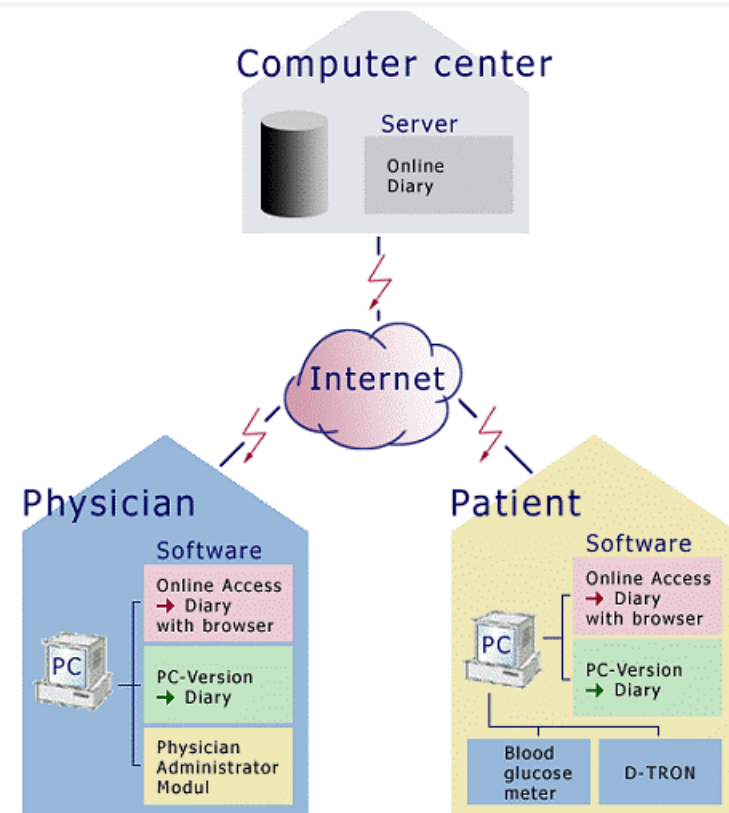 Computer center
Server
Online
Diary
Internet
Physician
Software
Online Access
→ Diary
with browser
PC
PC-Version
→ Diary
Physician
Administrator
Modul
Patient
Software
Online Access
→ Diary
with browser
PC
PC-Version
→ Diary
Blood
glucose
meter
D-TRON